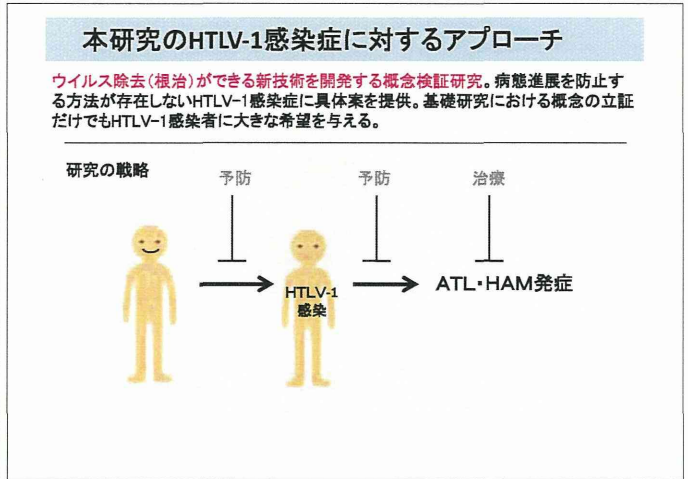 本研究のHTLV-1感染症に対するアプローチ
ウイルス除去(根治)ができる新技術を開発する概念検証研究。病態進展を防止す
る方法が存在しないHTLV-1感染症に具体案を提供。基礎研究における概念の立証
だけでもHTLV-1感染者に大きな希望を与える。
研究の戦略
予防
予防
治療
HTLV-1
感染
ATL・HAM発症